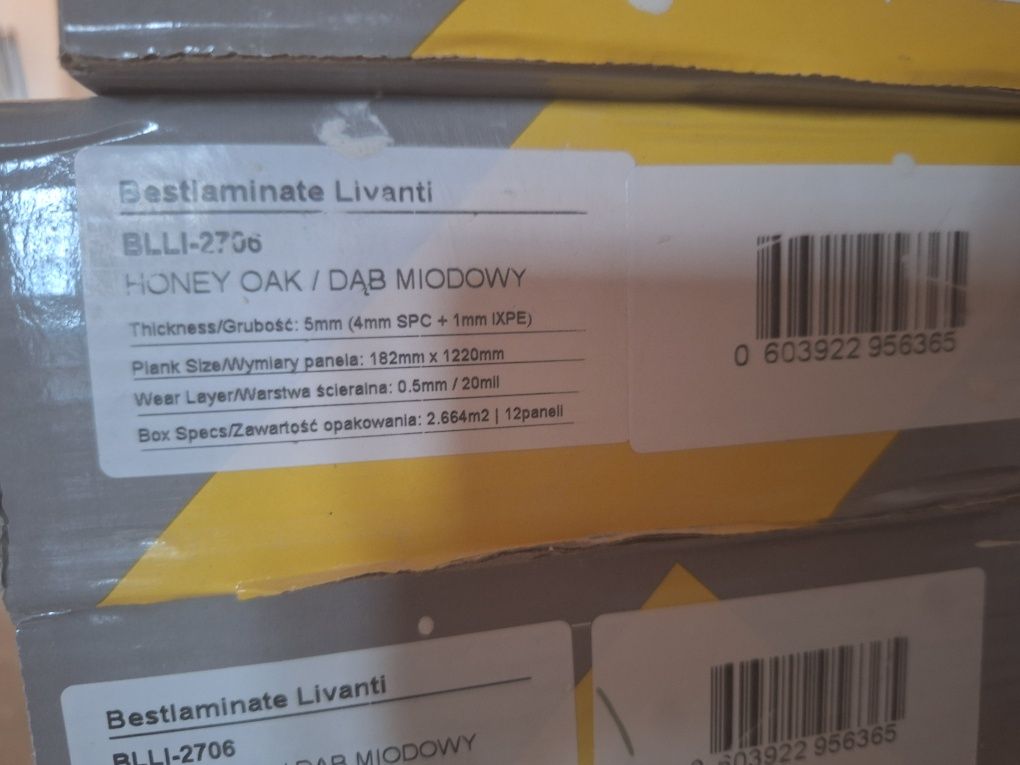 Bestlaminate Livanti
BLLI-2706
HONEY OAK / DĄB MIODOWY
Thickness/Grubość: 5mm (4mm SPC + 1mm IXPE)
Plank Size/Wymiary panela: 182mm x 1220mm
Wear Layer/Warstwa ścieralna: 0.5mm / 20mil
Box Specs/Zawartość opakowania: 2.664m2 | 12paneli
0 603922 956365
Bestlaminate Livanti
BLLI-2706
/ DĄB MIODOWY
0 603922 956365